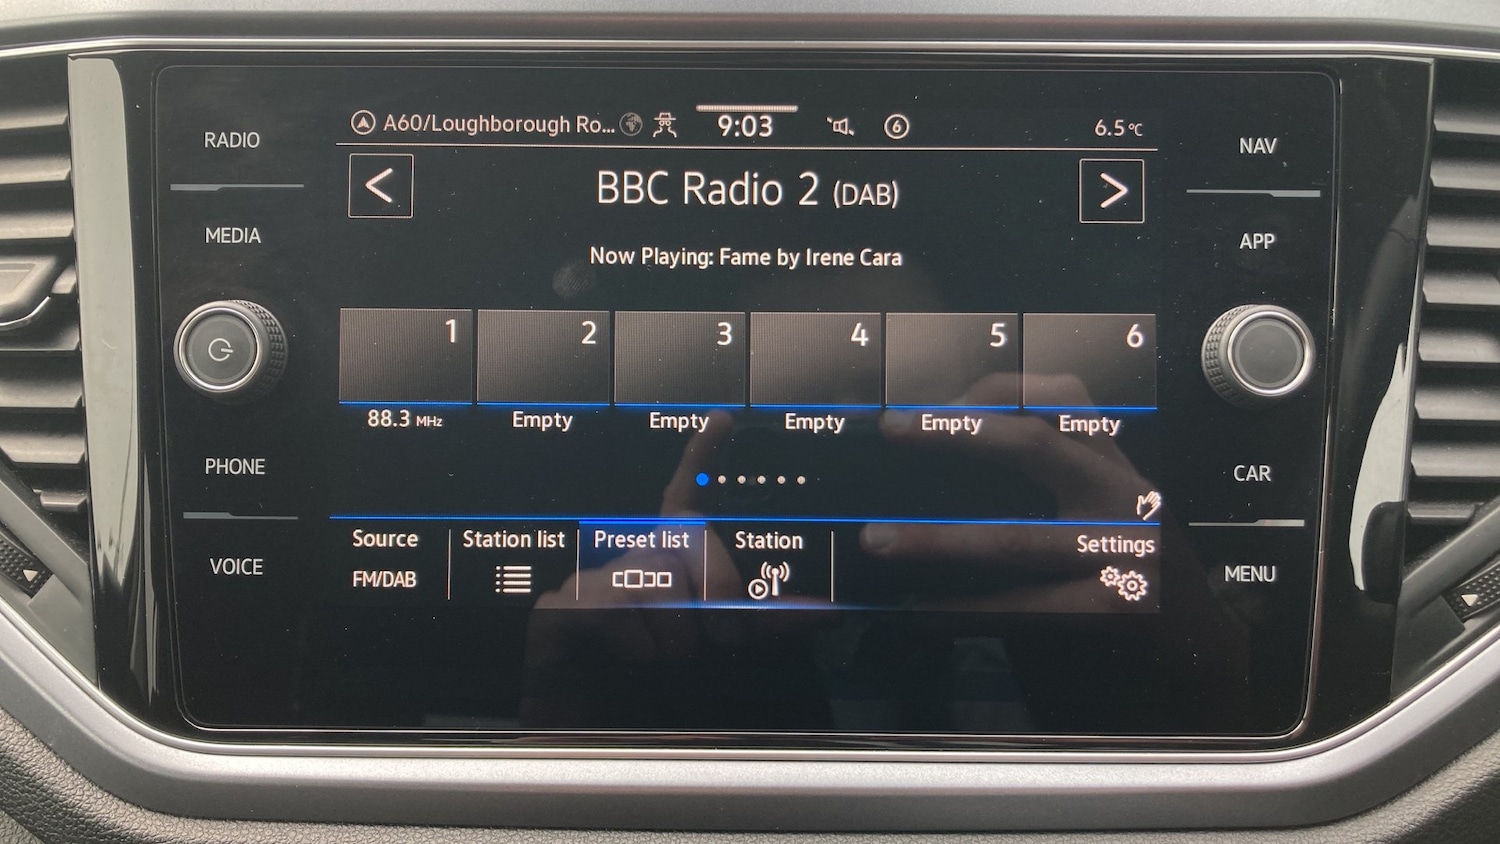 RADIO
MEDIA
PHONE
VOICE
A60/Loughborough Ro... 9:03 6 6.5°C
BBC Radio 2 (DAB)
Now Playing: Fame by Irene Cara
1 2 3 4 5 6
88.3 MHz Empty Empty Empty Empty Empty
Source Station list Preset list Station Settings
FM/DAB
NAV
APP
CAR
MENU